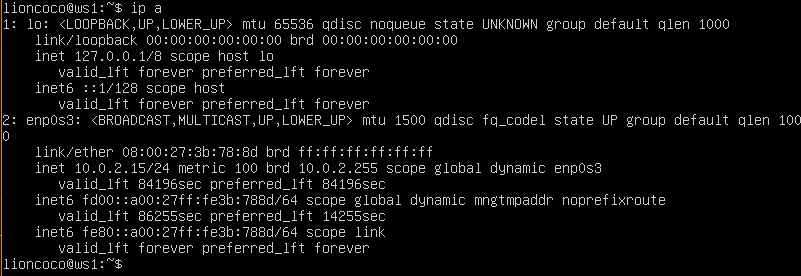 lioncoco@ws1:~$ ip a
1: lo: <LOOPBACK,UP,LOWER_UP> mtu 65536 qdisc noqueue state UNKNOWN group default qlen 1000
    link/loopback 00:00:00:00:00:00 brd 00:00:00:00:00:00
    inet 127.0.0.1/8 scope host lo
       valid_lft forever preferred_lft forever
    inet6 ::1/128 scope host
       valid_lft forever preferred_lft forever
2: enp0s3: <BROADCAST,MULTICAST,UP,LOWER_UP> mtu 1500 qdisc fq_codel state UP group default qlen 100
0
    link/ether 08:00:27:3b:78:8d brd ff:ff:ff:ff:ff:ff
    inet 10.0.2.15/24 metric 100 brd 10.0.2.255 scope global dynamic enp0s3
       valid_lft 84196sec preferred_lft 84196sec
    inet6 fd00::a00:27ff:fe3b:788d/64 scope global dynamic mngtmpaddr noprefixroute
       valid_lft 86255sec preferred_lft 14255sec
    inet6 fe80::a00:27ff:fe3b:788d/64 scope link
       valid_lft forever preferred_lft forever
lioncoco@ws1:~$